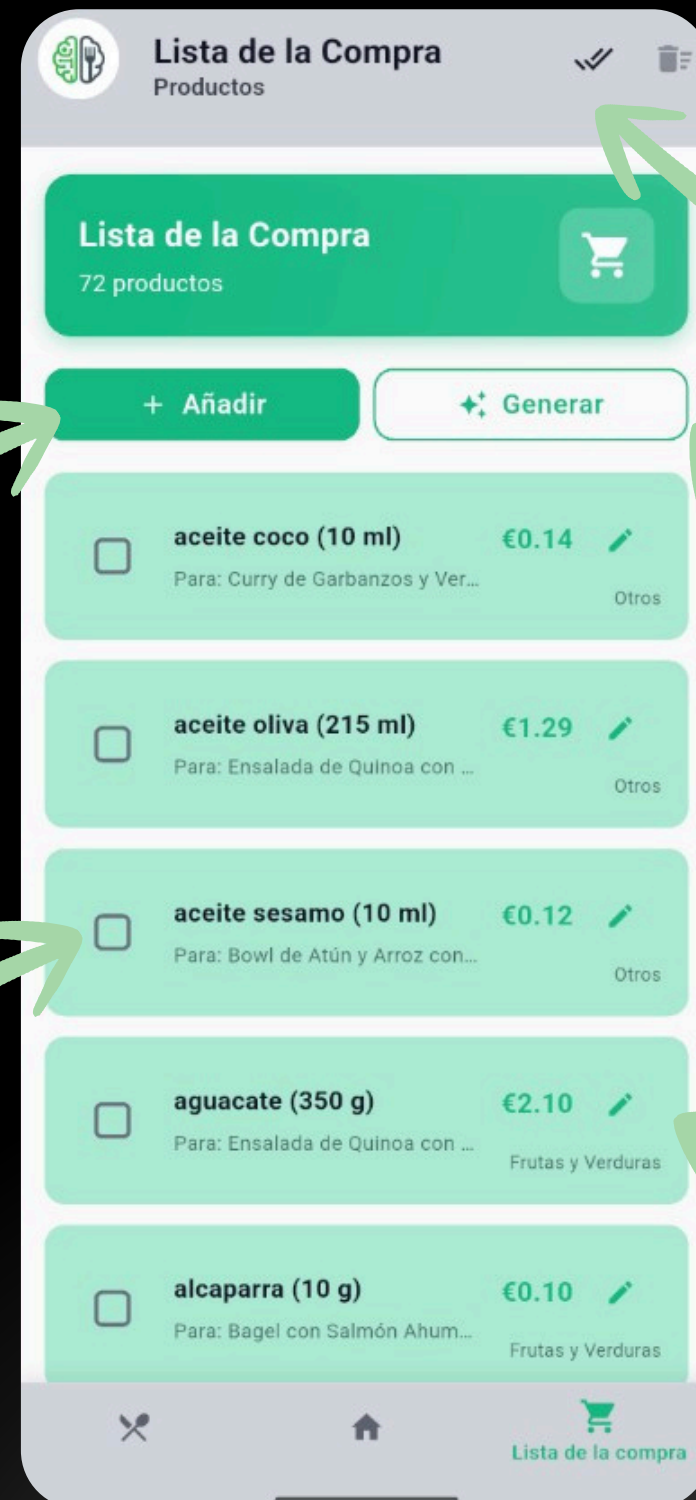 Lista de la Compra
Productos
Lista de la Compra
72 productos
+ Añadir
Generar
aceite coco (10 ml)
€0.14
Para: Curry de Garbanzos y Ver...
Otros
aceite oliva (215 ml)
€1.29
Para: Ensalada de Quinoa con ...
Otros
aceite sesamo (10 ml)
€0.12
Para: Bowl de Atún y Arroz con...
Otros
aguacate (350 g)
€2.10
Para: Ensalada de Quinoa con ...
Frutas y Verduras
alcaparra (10 g)
€0.10
Para: Bagel con Salmón Ahum...
Frutas y Verduras
Lista de la compra